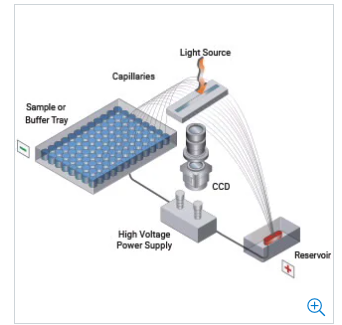 Light Source
Capillaries
Sample or
Buffer Tray
-
CCD
High Voltage
Power Supply
Reservoir
+